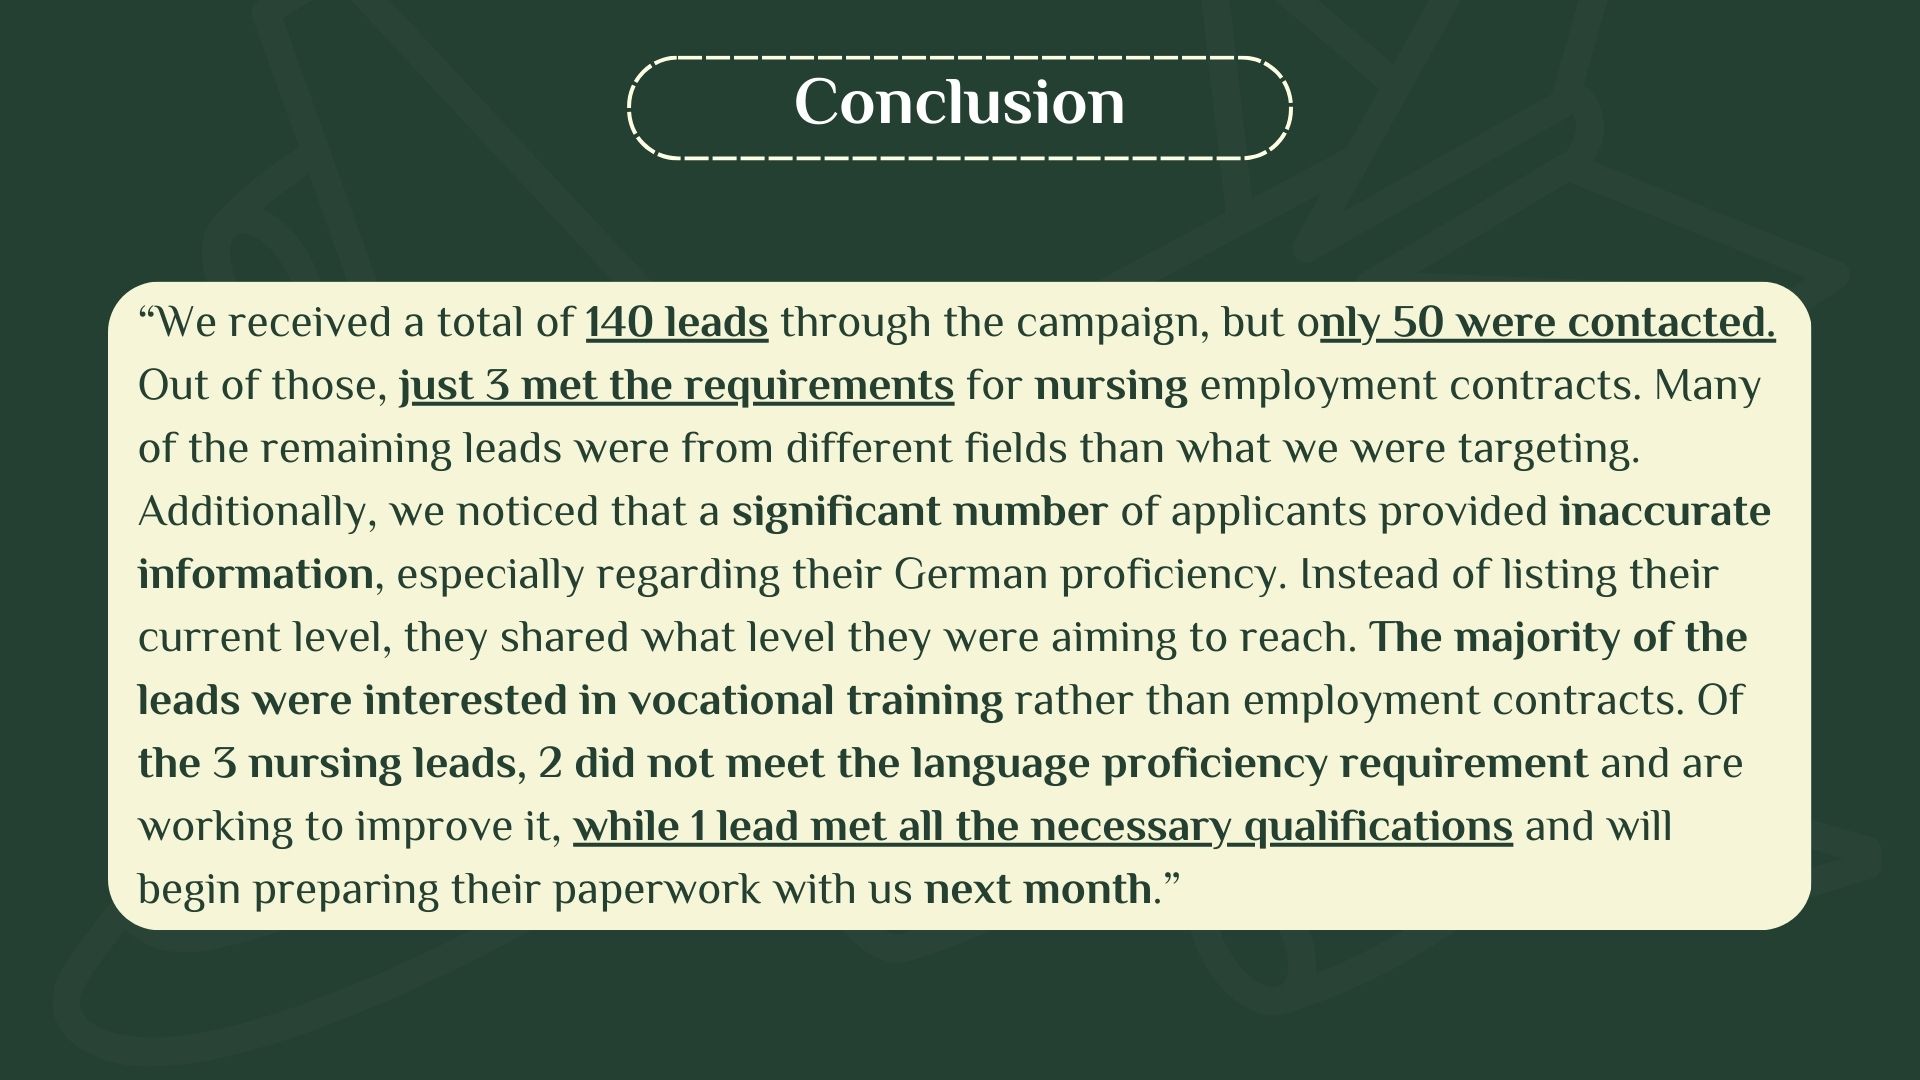 Conclusion
“We received a total of 140 leads through the campaign, but only 50 were contacted.
Out of those, just 3 met the requirements for nursing employment contracts. Many
of the remaining leads were from different fields than what we were targeting.
Additionally, we noticed that a significant number of applicants provided inaccurate
information, especially regarding their German proficiency. Instead of listing their
current level, they shared what level they were aiming to reach. The majority of the
leads were interested in vocational training rather than employment contracts. Of
the 3 nursing leads, 2 did not meet the language proficiency requirement and are
working to improve it, while 1 lead met all the necessary qualifications and will
begin preparing their paperwork with us next month.”